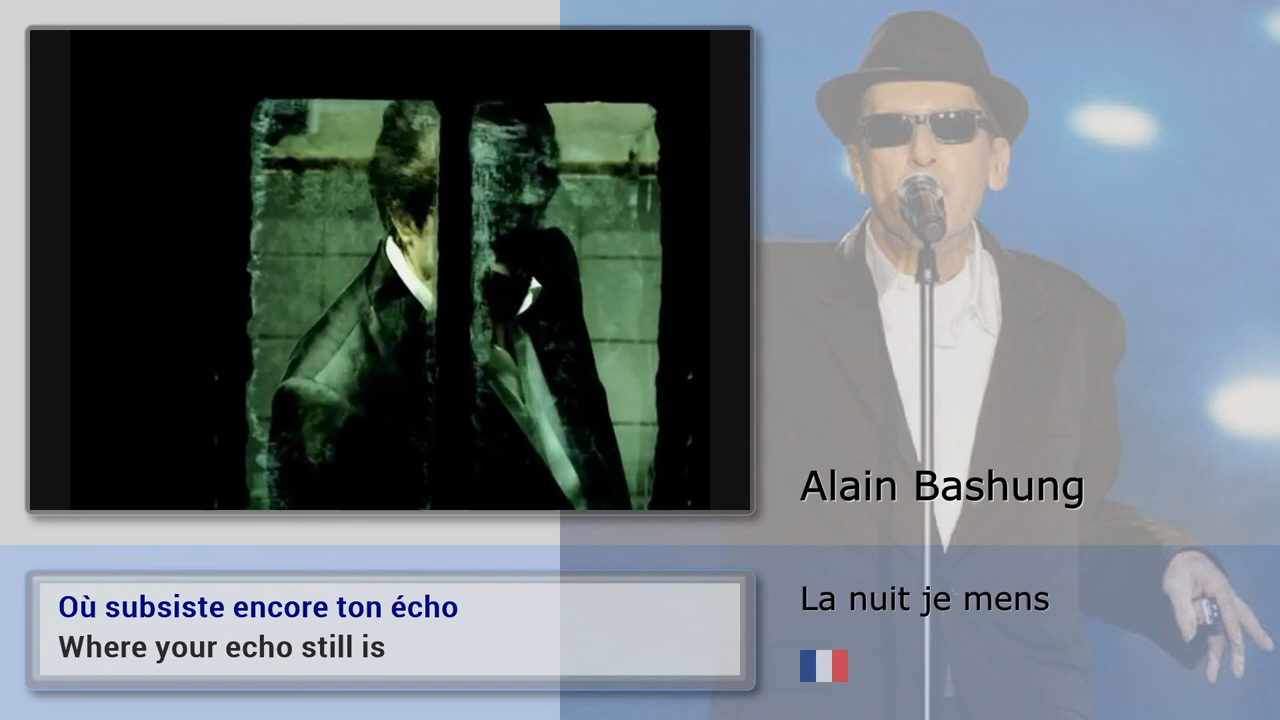 Alain Bashung
Où subsiste encore ton écho
Where your echo still is
La nuit je mens